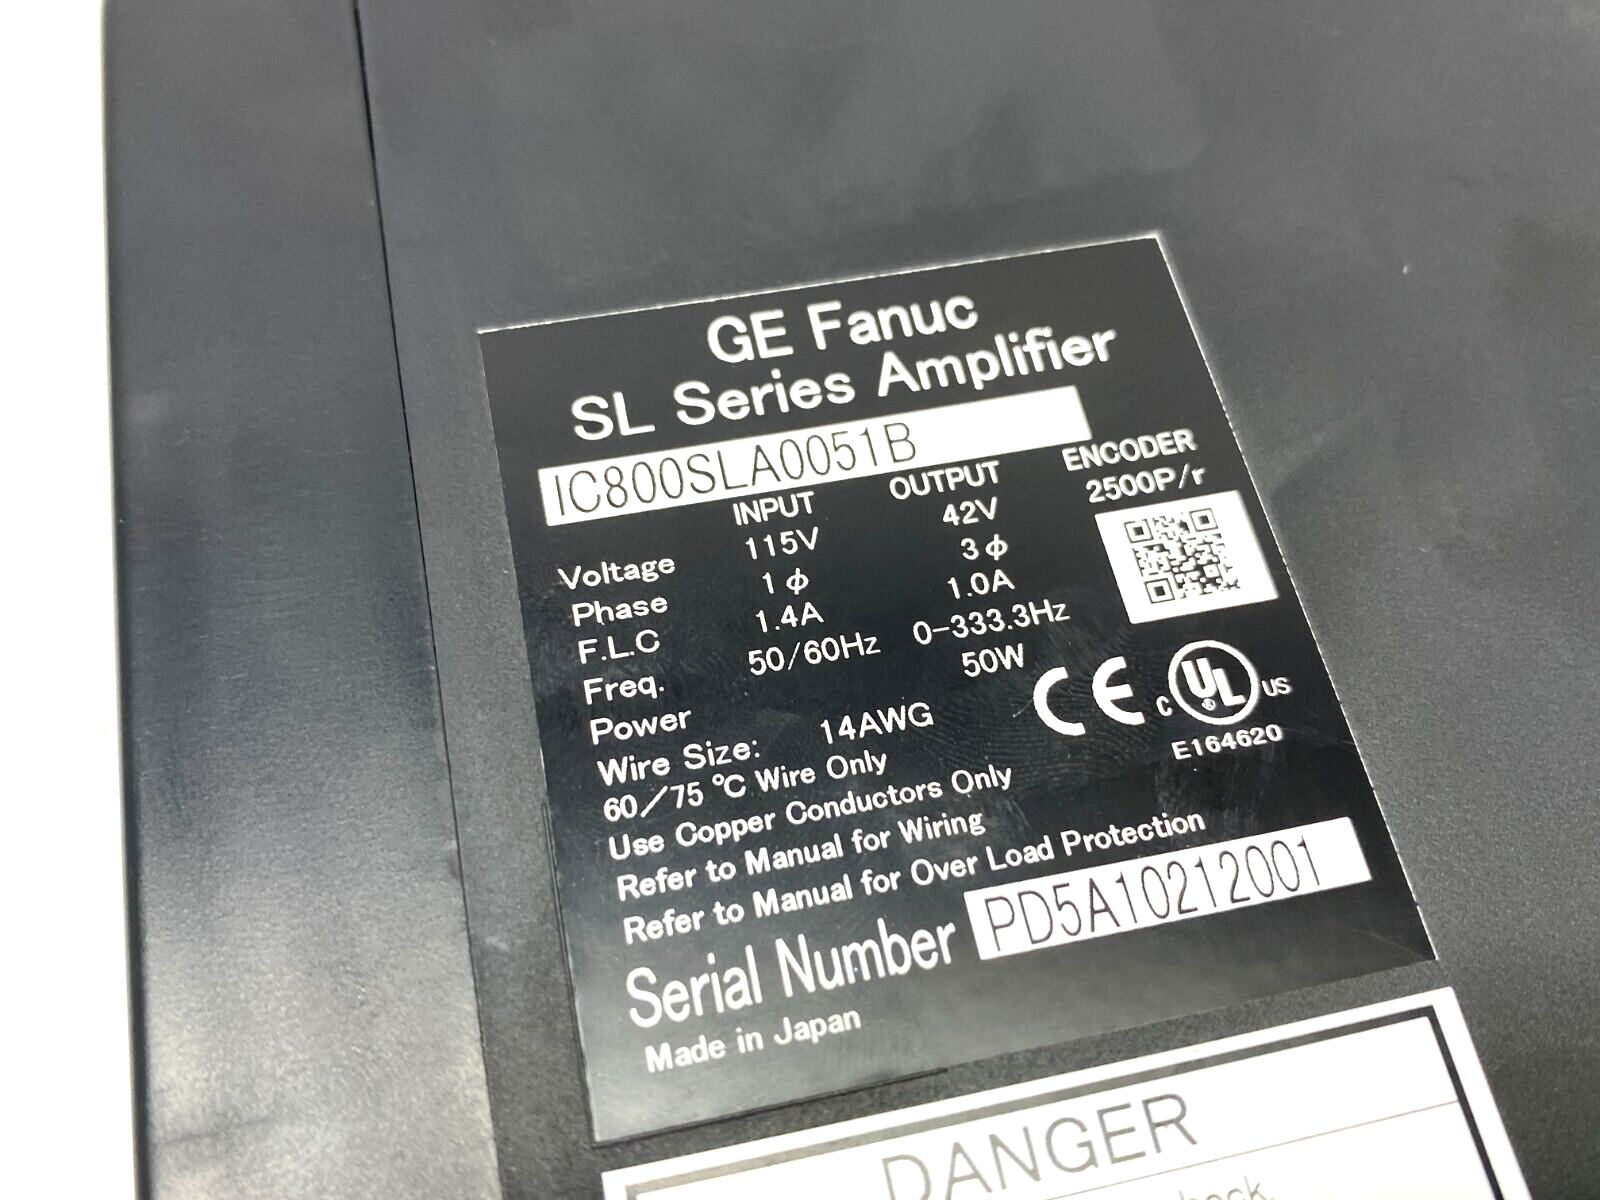 GE Fanuc
SL Series Amplifier
IC800SLA0051B
INPUT OUTPUT ENCODER
Voltage 115V 42V 2500P/r
Phase 1ϕ 3ϕ
F.L.C 1.4A 1.0A
Freq. 50/60Hz 0-333.3Hz
Power 50W
Wire Size: 14AWG
60/75 °C Wire Only
Use Copper Conductors Only
Refer to Manual for Wiring
Refer to Manual for Over Load Protection
CE
c UL ® US
E164620
Serial Number PD5A10212001
Made in Japan
DANGER